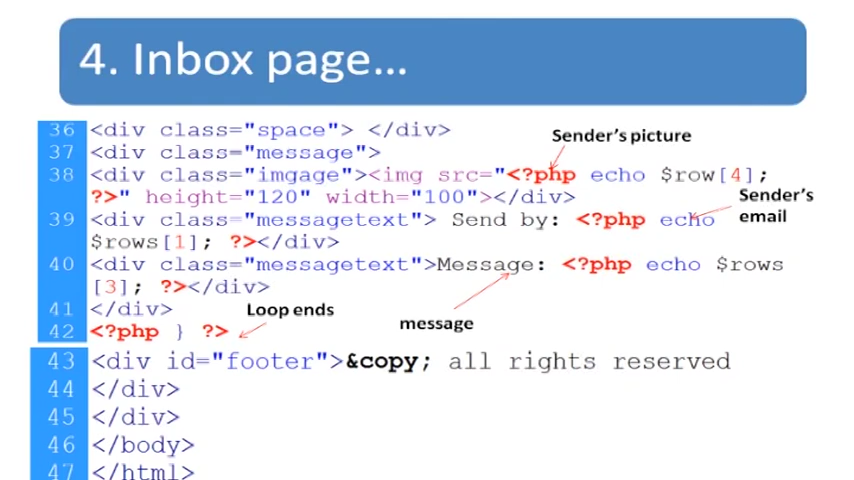 4. Inbox page...
36 <div class="space"> </div>
37 <div class="message">
Sender's picture
38 <div class="imgage"><img src="<?php echo $row[4];
?>" height="120" width="100"></div>
Sender's
email
39 <div class="messagetext"> Send by: <?php echo
$rows[1]; ?></div>
40 <div class="messagetext">Message: <?php echo $rows
[3]; ?></div>
41 </div>
Loop ends
message
42 <?php } ?>
43 <div id="footer">&copy; all rights reserved
44 </div>
45 </div>
46 </body>
47 </html>